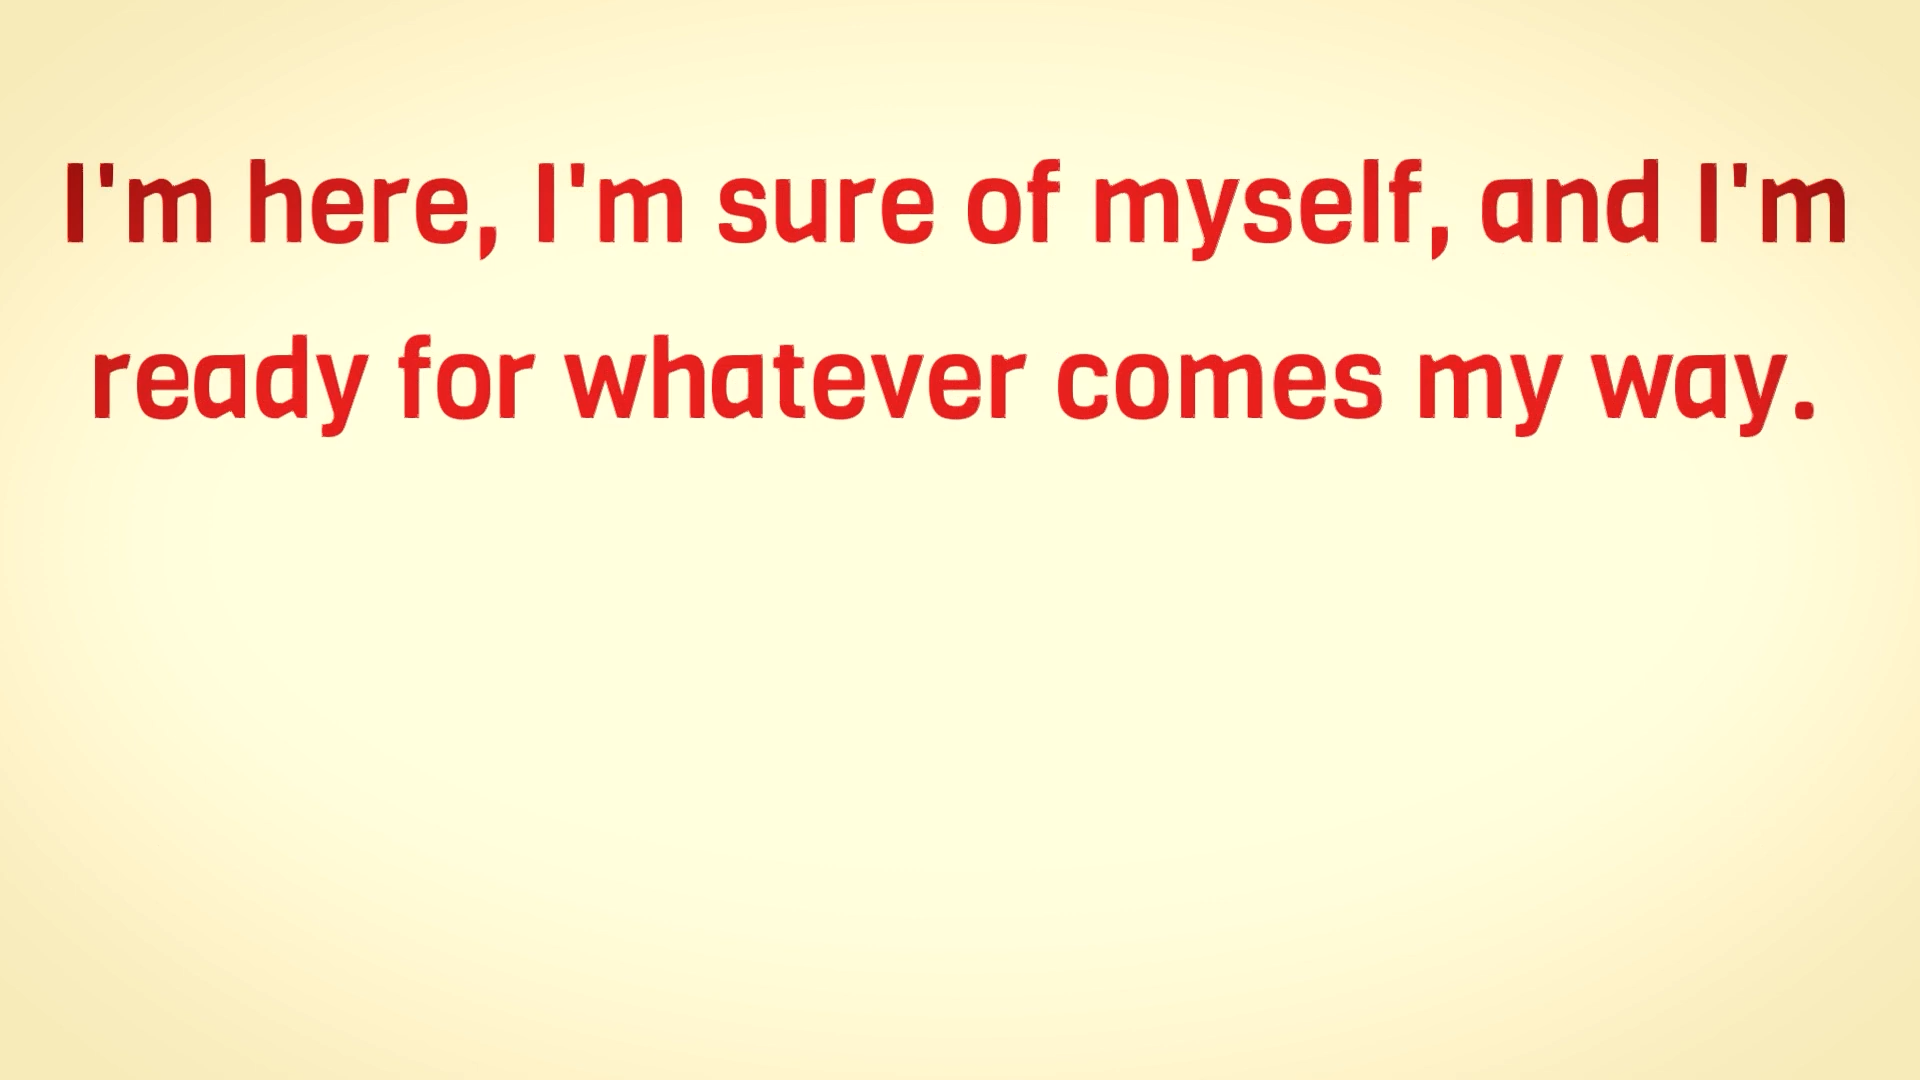 I'm here, I'm sure of myself, and I'm
ready for whatever comes my way.